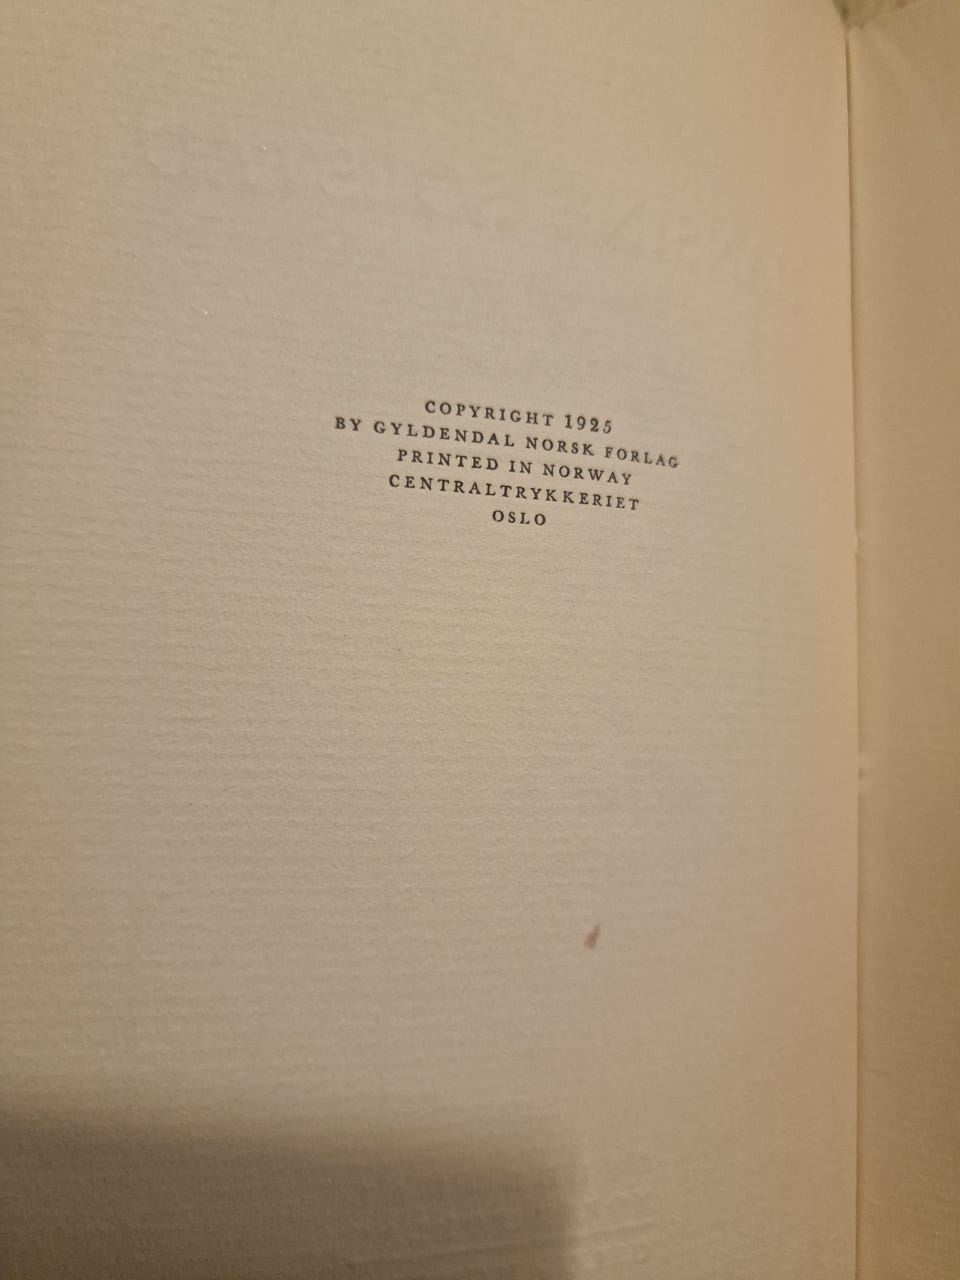 COPYRIGHT 1925
BY GYLDENDAL NORSK FORLAG
PRINTED IN NORWAY
CENTRALTRYKKERIET
OSLO